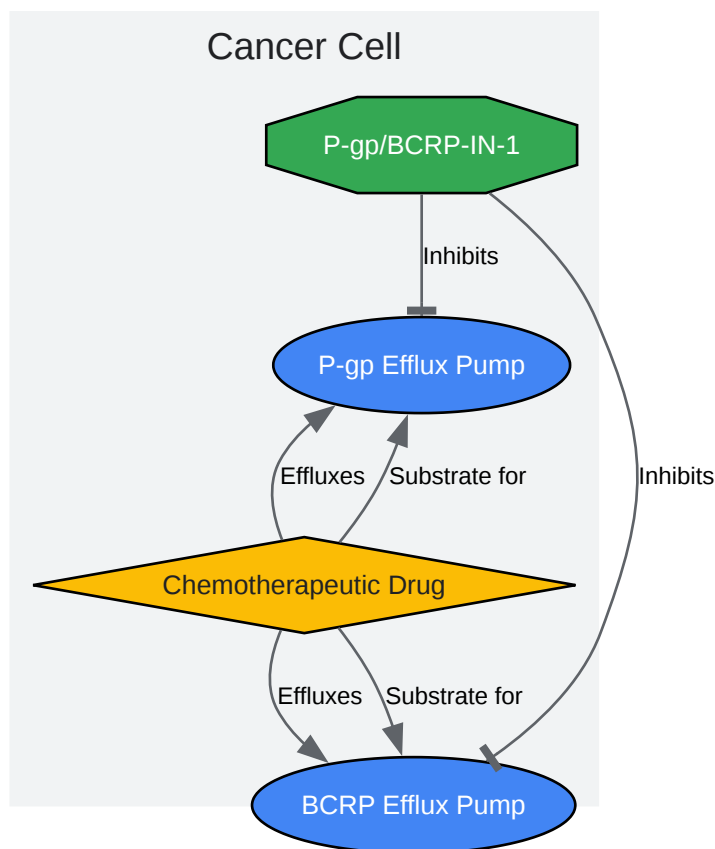 Cancer Cell
P-gp/BCRP-IN-1
Inhibits
P-gp Efflux Pump
Effluxes
Substrate for
Inhibits
Chemotherapeutic Drug
Effluxes
Substrate for
BCRP Efflux Pump